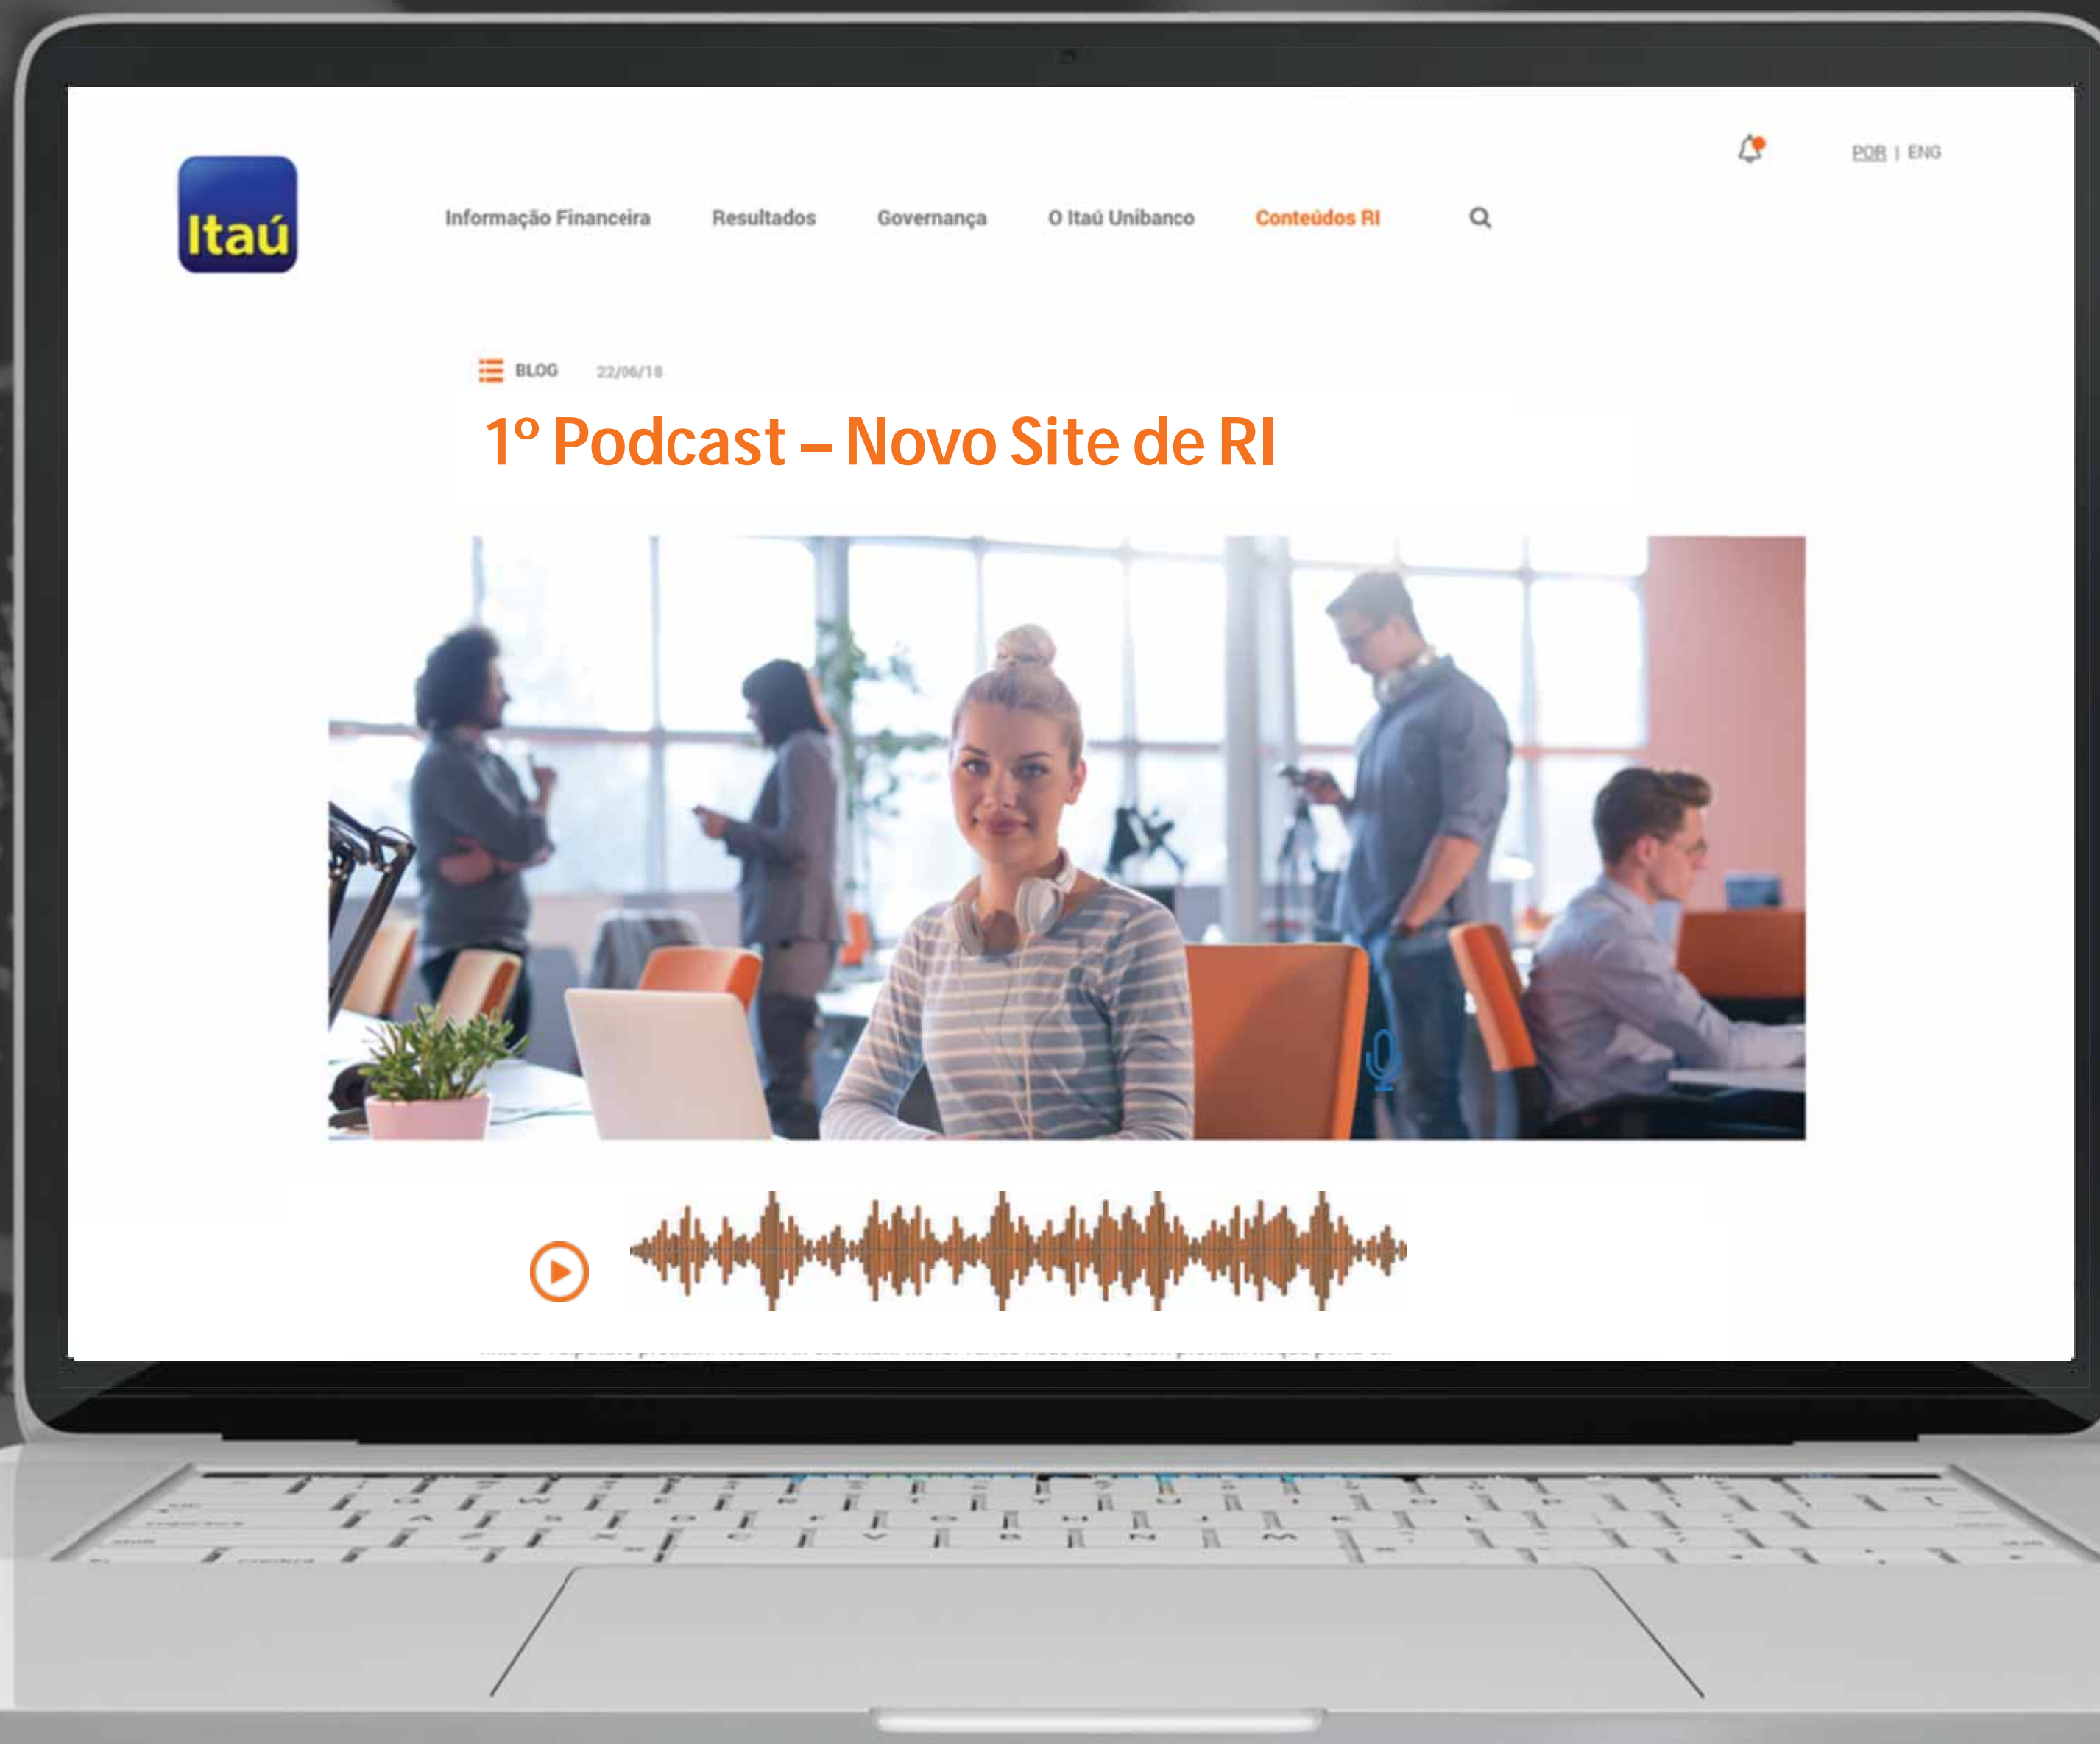 POR | ENG
Itaú
Informação Financeira Resultados Governança O Itaú Unibanco Conteúdos RI
BLOG 22/06/18
1º Podcast – Novo Site de RI